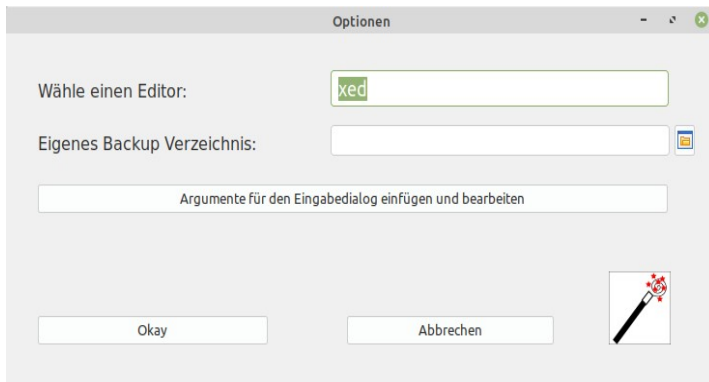 Optionen
Wähle einen Editor:
xed
Eigenes Backup Verzeichnis:
Argumente für den Eingabedialog einfügen und bearbeiten
Okay
Abbrechen